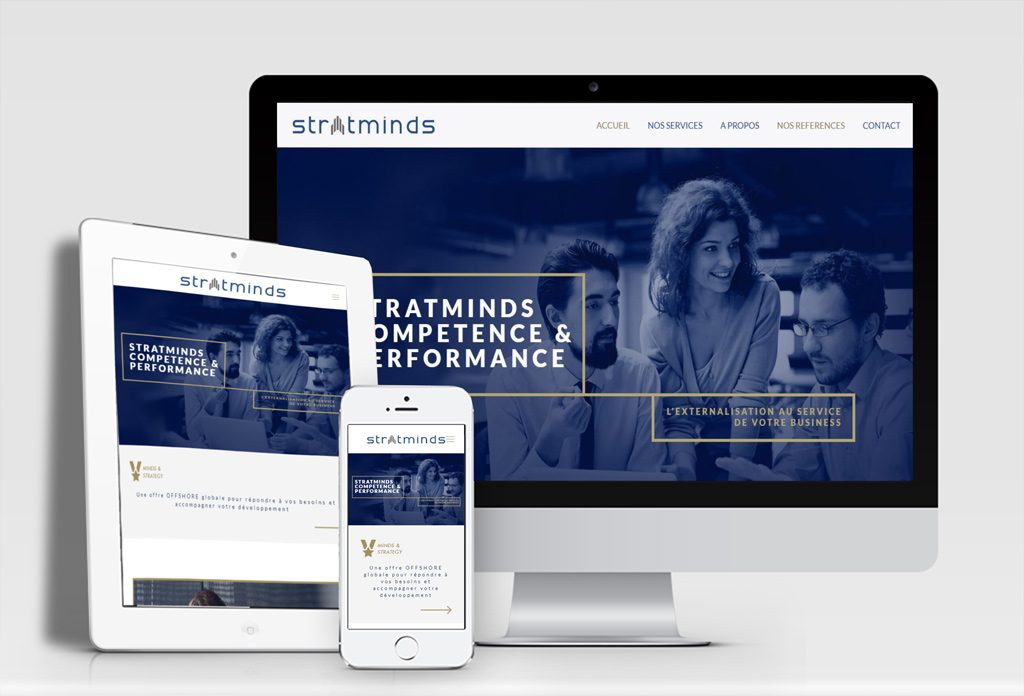 stratminds
ACCUEIL NOS SERVICES A PROPOS NOS REFERENCES CONTACT
TRATMINDS
OMPETENCE &
ERFORMANCE
L'EXTERNALISATION AU SERVICE
DE VOTRE BUSINESS
stratminds
STRATMINDS
COMPETENCE &
PERFORMANCE
L'EXTERNALISATION AU SERVICE
DE VOTRE BUSINESS
MINDS &
STRATEGY
Une offre OFFSHORE globale pour répondre à vos besoins et
accompagner votre développement
stratminds
STRATMINDS
COMPETENCE &
PERFORMANCE
MINDS &
STRATEGY
Une offre OFFSHORE
globale pour répondre à
vos besoins et
accompagner votre
développement